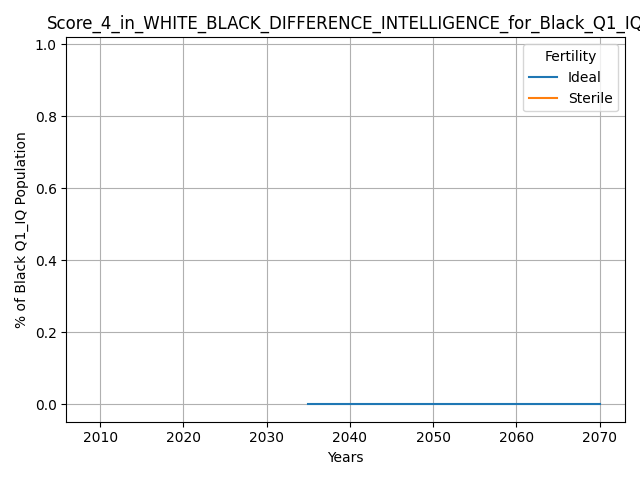 Score_4_in_WHITE_BLACK_DIFFERENCE_INTELLIGENCE_for_Black_Q1_IQ
Fertility
Ideal
Sterile
1.0
0.8
0.6
0.4
0.2
0.0
% of Black Q1_IQ Population
2010 2020 2030 2040 2050 2060 2070
Years